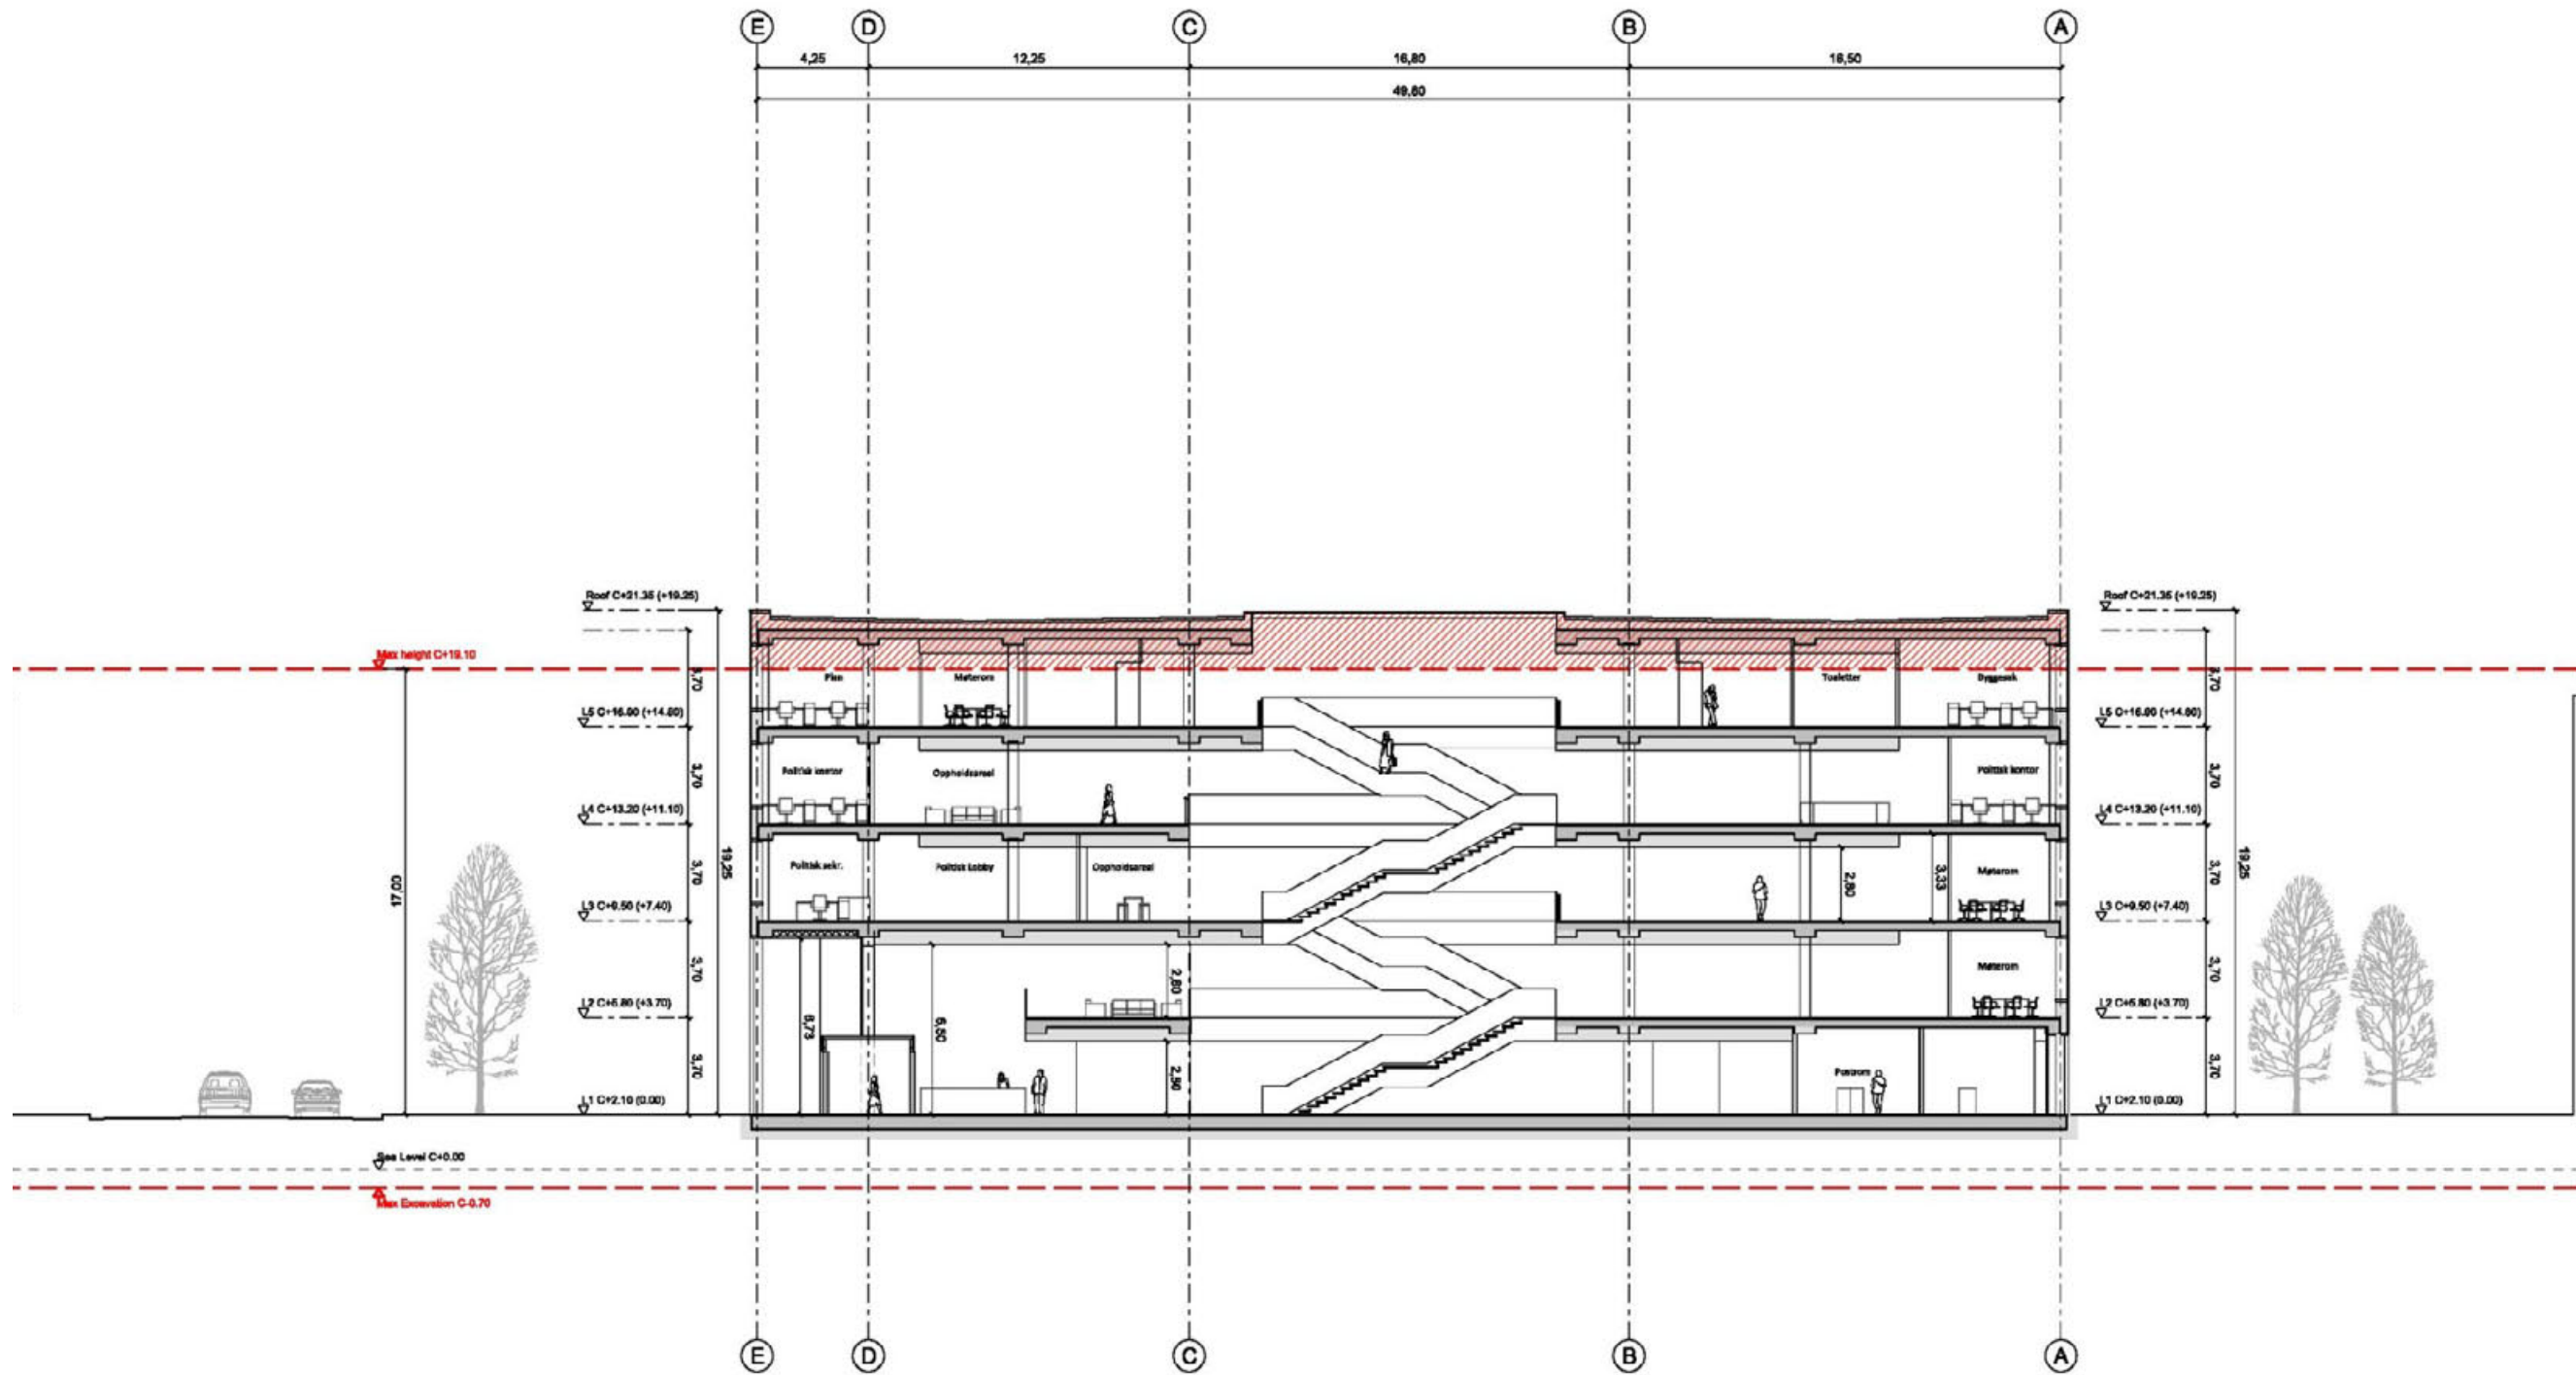 E D C B A
4,25 12,25 16,80 16,50
49,80
Roof C+21.35 (+19.25)
Roof C+21.35 (+19.25)
Max height C+19.10
3,70
Plan
Møterom
Toaletter
Byggesak
3,70
L5 C+16.90 (+14.80)
L5 C+16.90 (+14.80)
3,70
Politisk kontor
Oppholdsareal
Politisk kontor
3,70
L4 C+13.20 (+11.10)
L4 C+13.20 (+11.10)
17,00
3,70
19,25
Politisk sekr.
Politisk lobby
Oppholdsareal
2,80
3,33
Møterom
3,70
19,25
L3 C+9.50 (+7.40)
L3 C+9.50 (+7.40)
3,70
2,80
Møterom
3,70
L2 C+5.80 (+3.70)
L2 C+5.80 (+3.70)
6,73
6,50
3,70
2,90
Postrom
3,70
L1 C+2.10 (0.00)
L1 C+2.10 (0.00)
Sea Level C+0.00
Max Excavation C-0.70
E D C B A